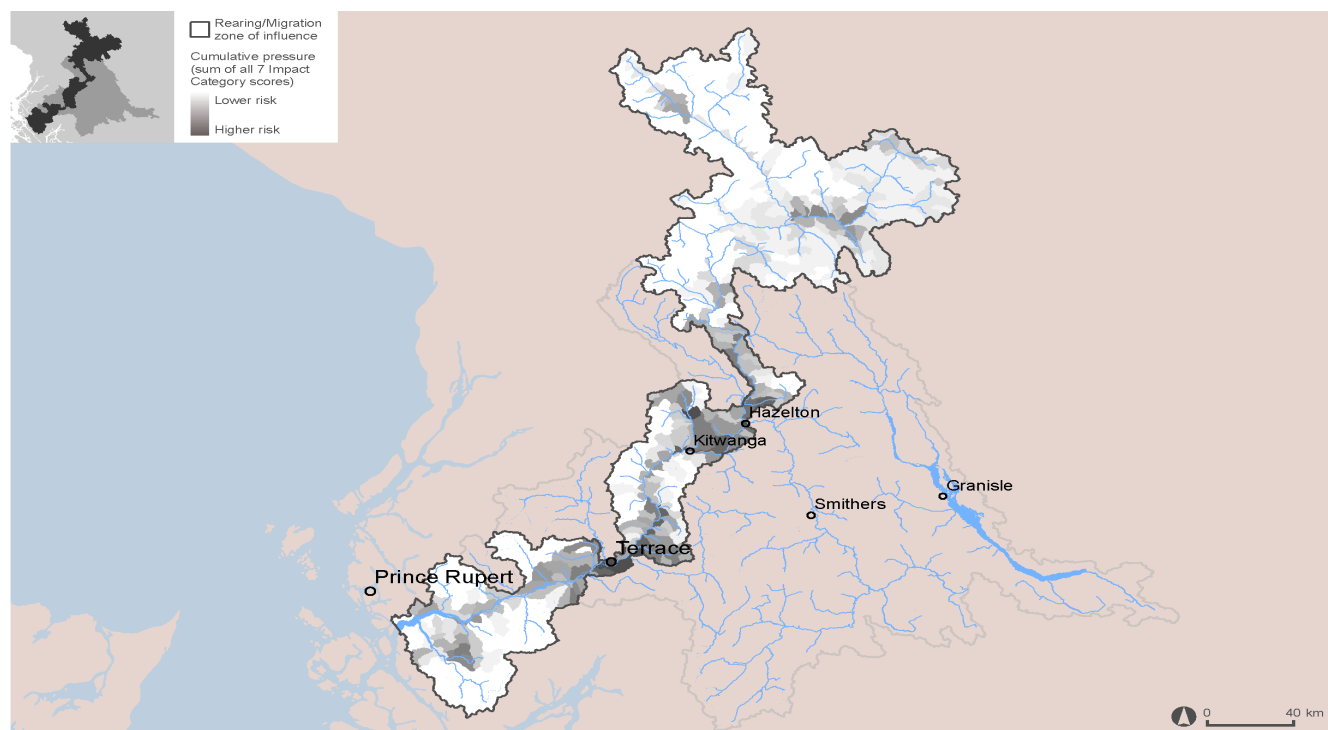 Rearing/Migration
zone of influence
Cumulative pressure
(sum of all 7 Impact
Category scores)
Lower risk
Higher risk
Hazelton
Kitwanga
Granisle
Smithers
Terrace
Prince Rupert
0 40 km